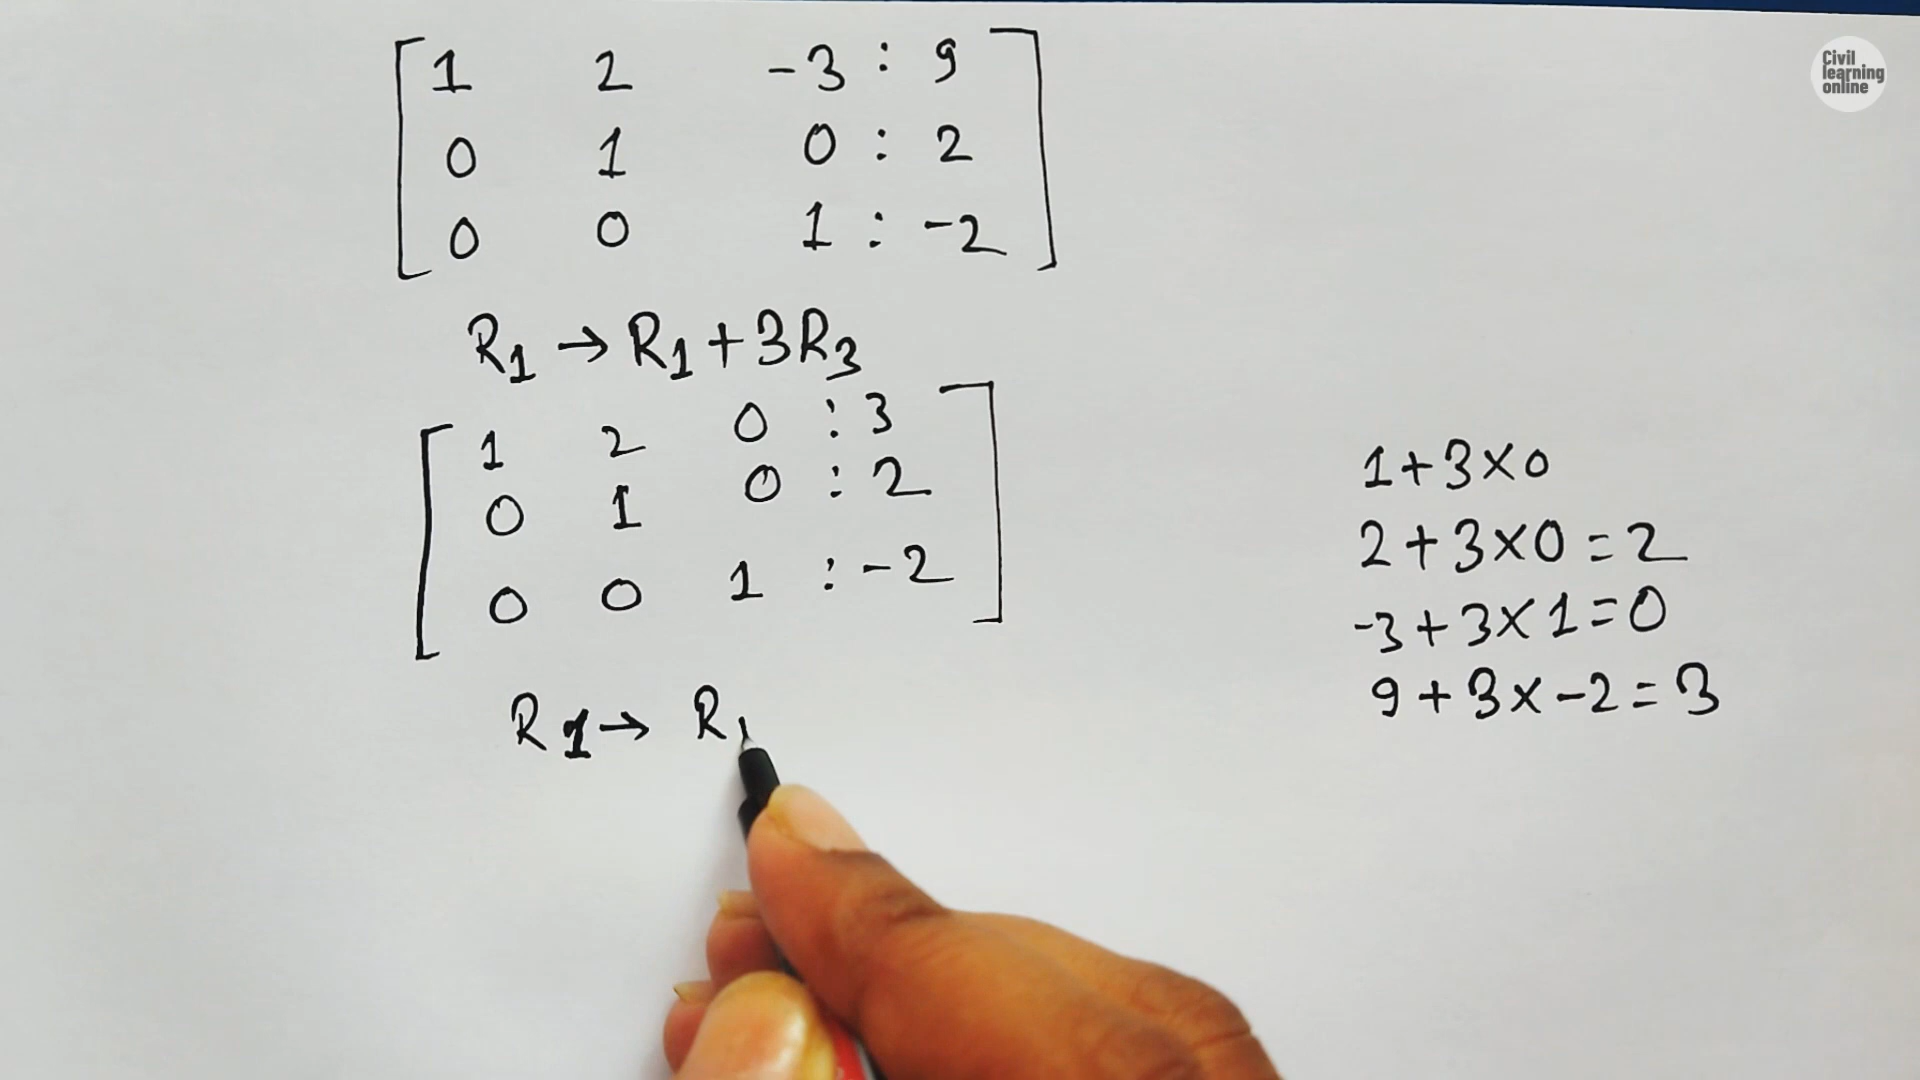 Civil
learning
online
1 2 -3 : 9
0 1 0 : 2
0 0 1 : -2
R1 → R1 + 3R3
1 2 0 : 3
0 1 0 : 2
0 0 1 : -2
R1 → R1
1+3×0
2+3×0=2
-3+3×1=0
9+3×-2=3